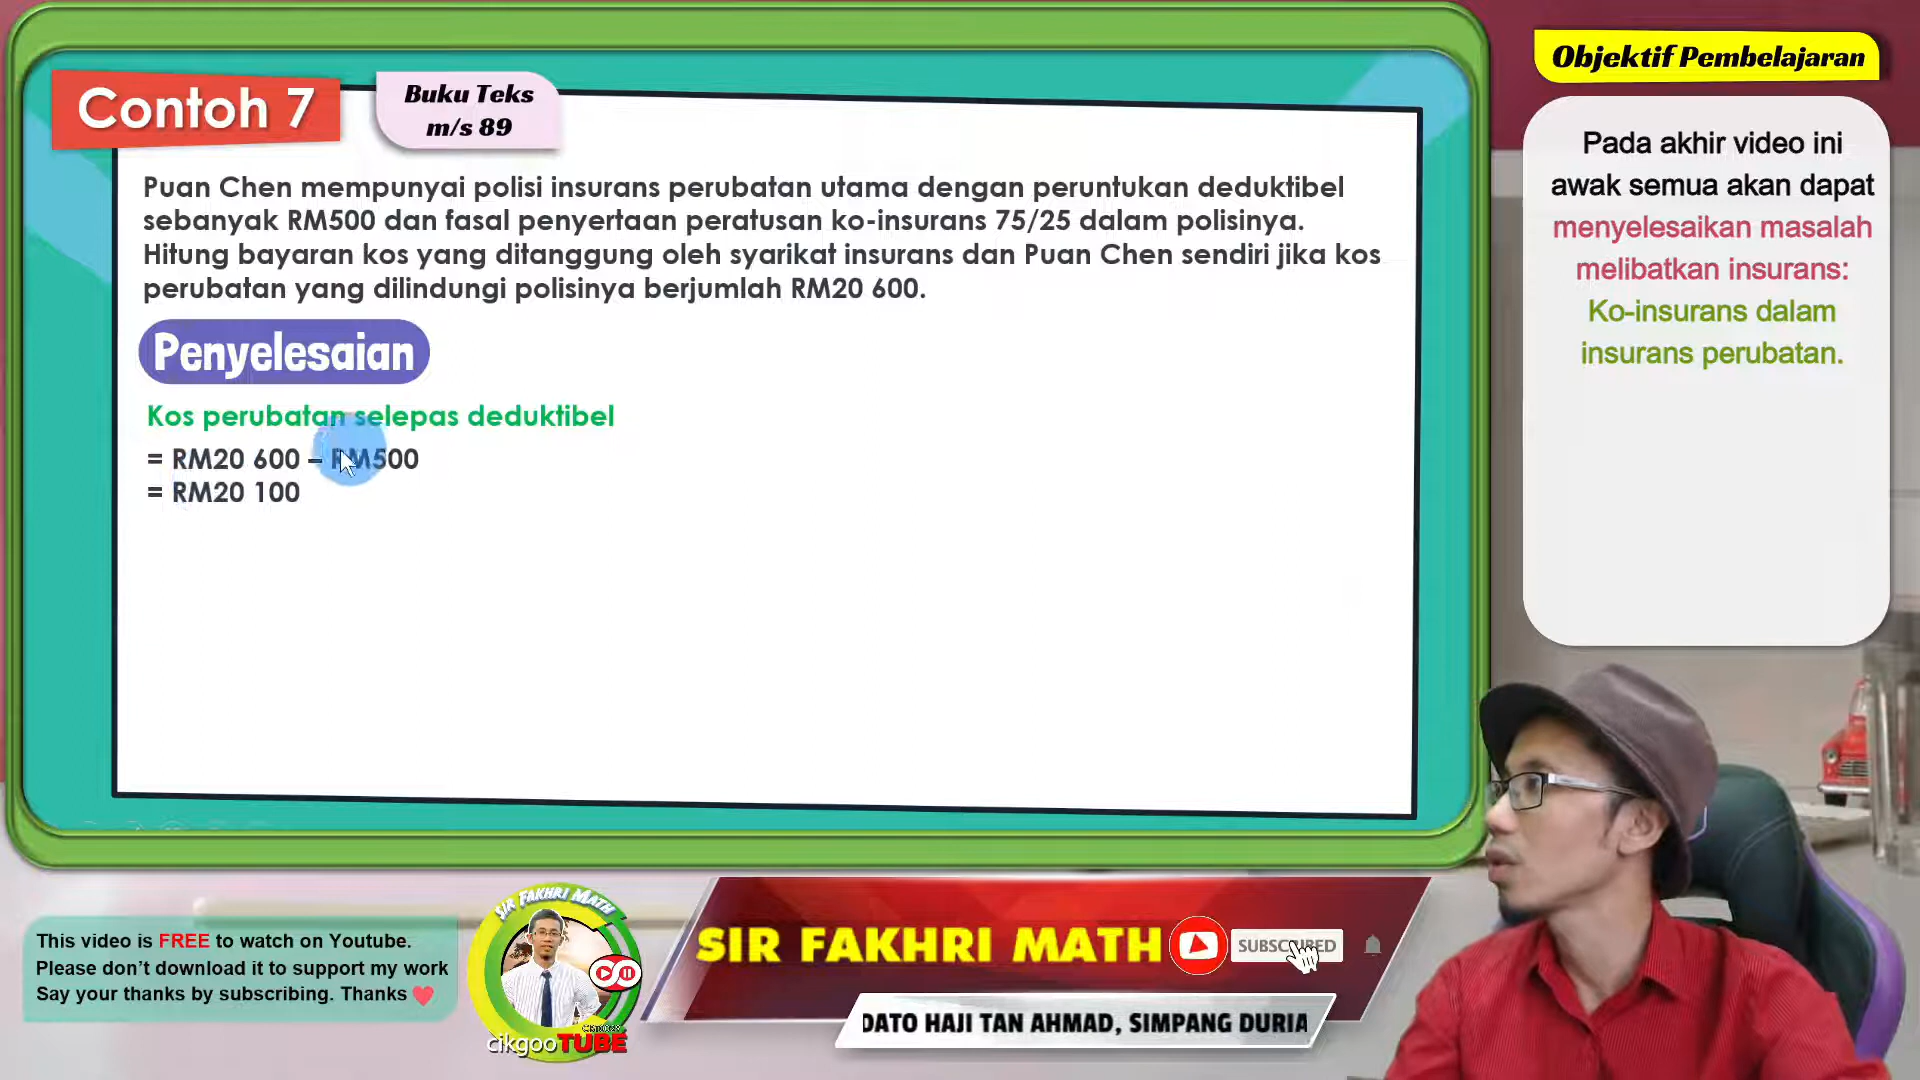 Contoh 7
Buku Teks
m/s 89
Puan Chen mempunyai polisi insurans perubatan utama dengan peruntukan deduktibel
sebanyak RM500 dan fasal penyertaan peratusan ko-insurans 75/25 dalam polisinya.
Hitung bayaran kos yang ditanggung oleh syarikat insurans dan Puan Chen sendiri jika kos
perubatan yang dilindungi polisinya berjumlah RM20 600.
Penyelesaian
Kos perubatan selepas deduktibel
= RM20 600 – RM500
= RM20 100
Objektif Pembelajaran
Pada akhir video ini
awak semua akan dapat
menyelesaikan masalah
melibatkan insurans:
Ko-insurans dalam
insurans perubatan.
This video is FREE to watch on Youtube.
Please don’t download it to support my work
Say your thanks by subscribing. Thanks
SIR FAKHRI MATH
cikgooTUBE
SIR FAKHRI MATH
SUBSCRIBED
DATO HAJI TAN AHMAD, SIMPANG DURIA